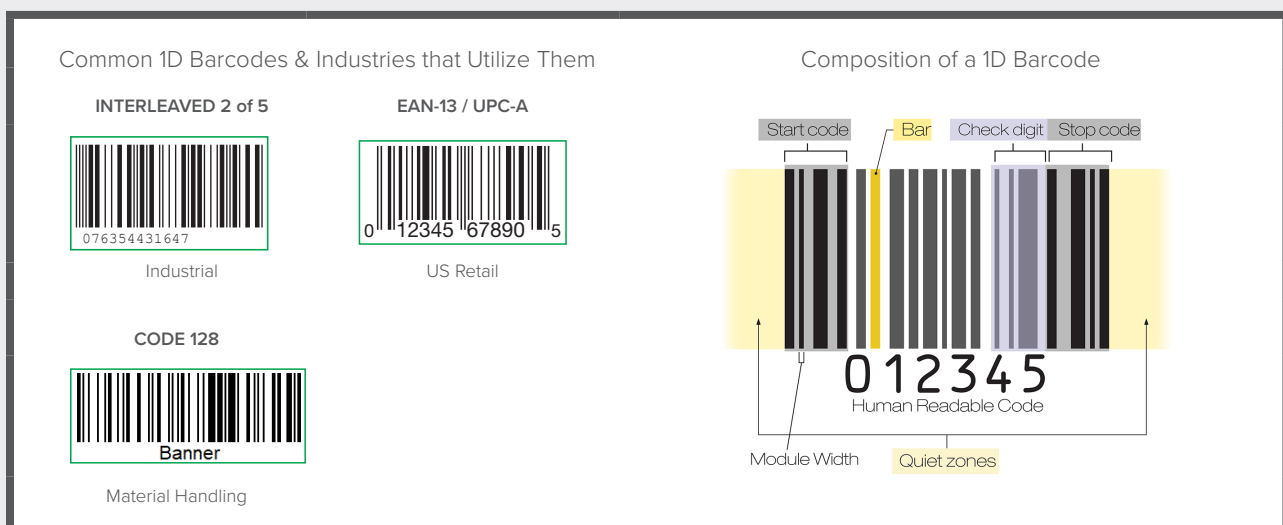 Common 1D Barcodes & Industries that Utilize Them
INTERLEAVED 2 of 5
076354431647
Industrial
EAN-13 / UPC-A
0 12345 67890 5
US Retail
CODE 128
Banner
Material Handling
Composition of a 1D Barcode
Start code
Bar
Check digit
Stop code
012345
Human Readable Code
Module Width
Quiet zones